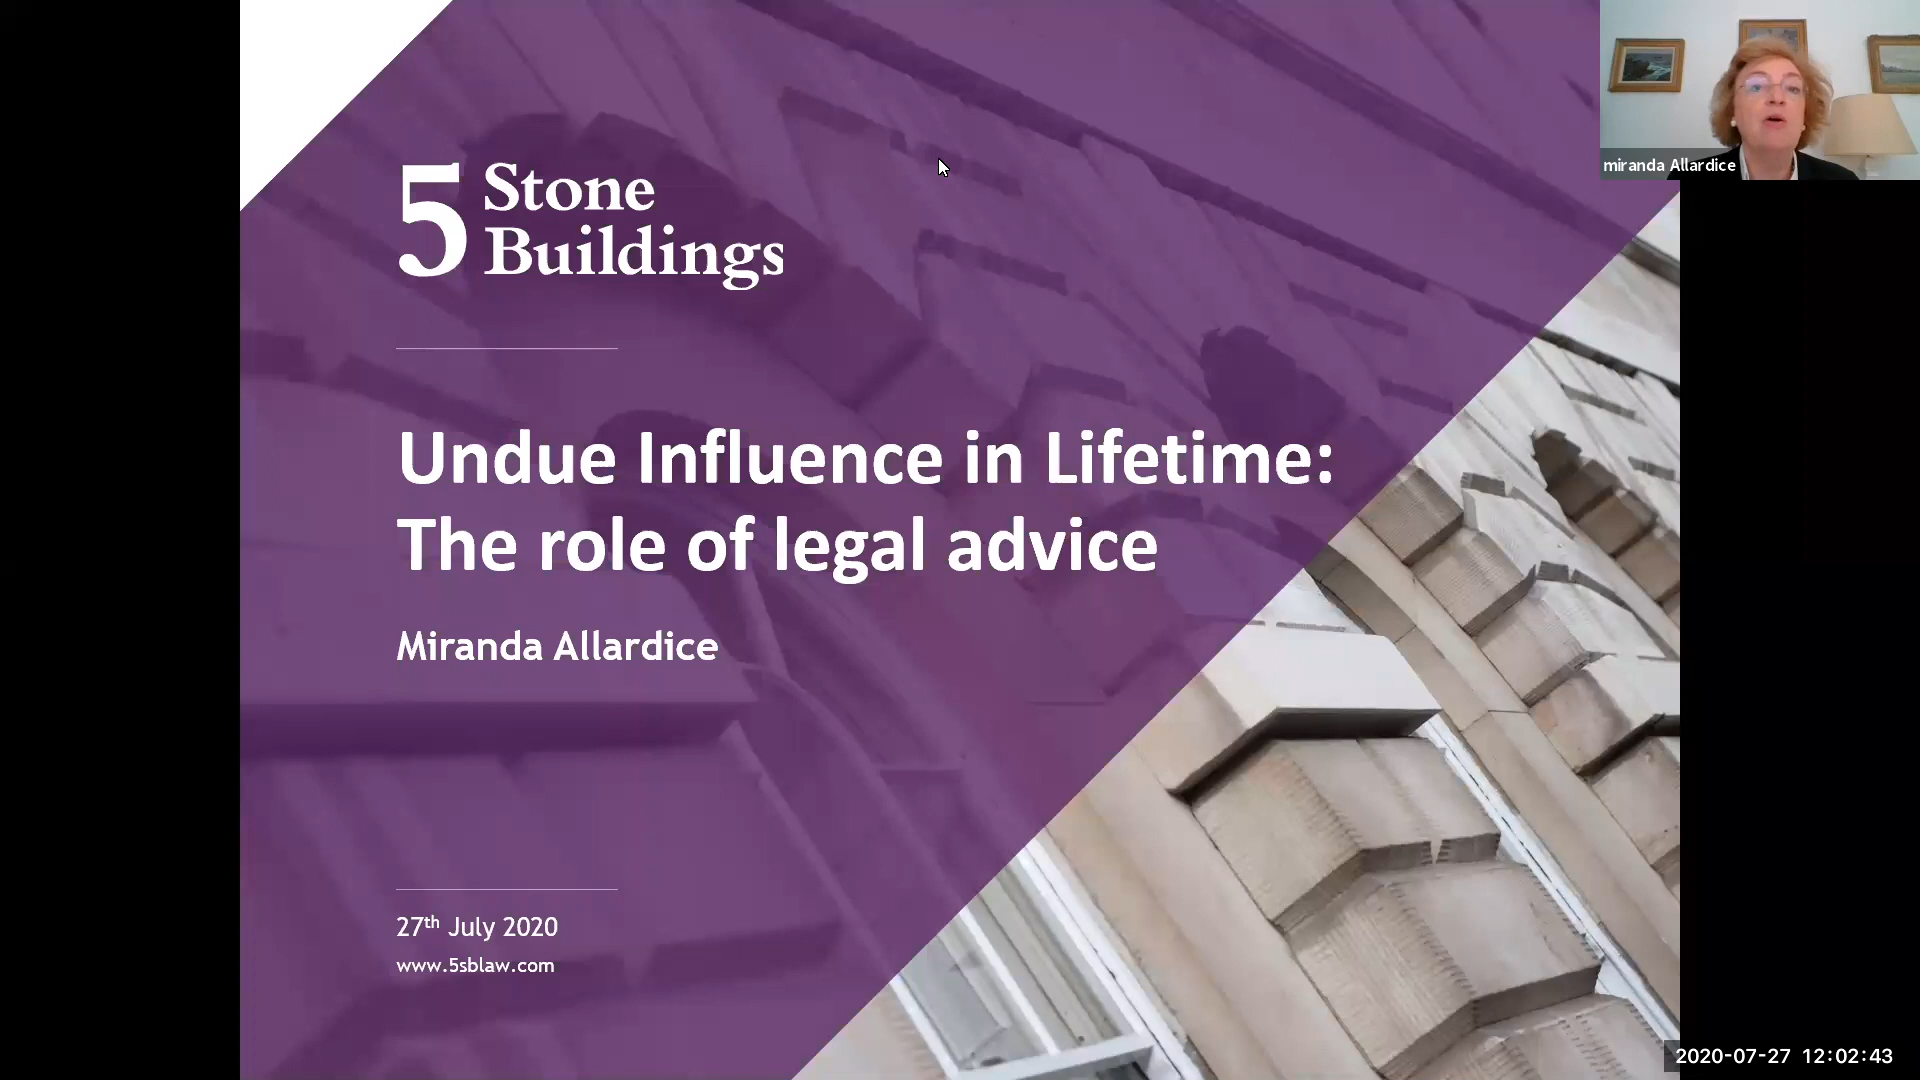 5 Stone
Buildings
miranda Allardice
Undue Influence in Lifetime:
The role of legal advice
Miranda Allardice
27th July 2020
www.5sblaw.com
2020-07-27 12:02:43